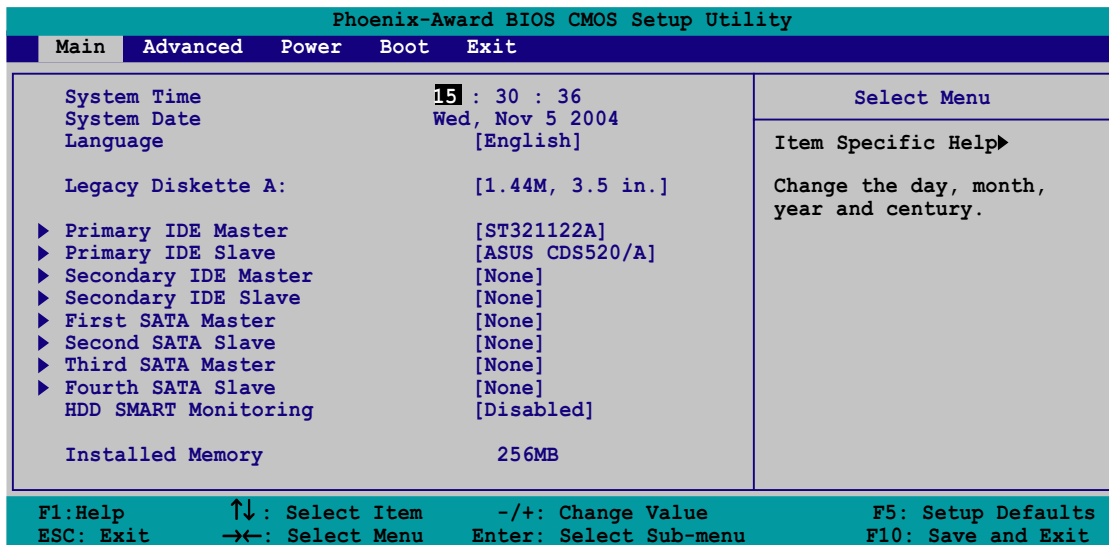 Phoenix-Award BIOS CMOS Setup Utility
Main Advanced Power Boot Exit
System Time 15 : 30 : 36
System Date Wed, Nov 5 2004
Language [English]
Legacy Diskette A: [1.44M, 3.5 in.]
Primary IDE Master [ST321122A]
Primary IDE Slave [ASUS CDS520/A]
Secondary IDE Master [None]
Secondary IDE Slave [None]
First SATA Master [None]
Second SATA Slave [None]
Third SATA Master [None]
Fourth SATA Slave [None]
HDD SMART Monitoring [Disabled]
Installed Memory 256MB
Select Menu
Item Specific Help▶
Change the day, month,
year and century.
F1:Help ↑↓: Select Item -/+: Change Value F5: Setup Defaults
ESC: Exit →←: Select Menu Enter: Select Sub-menu F10: Save and Exit